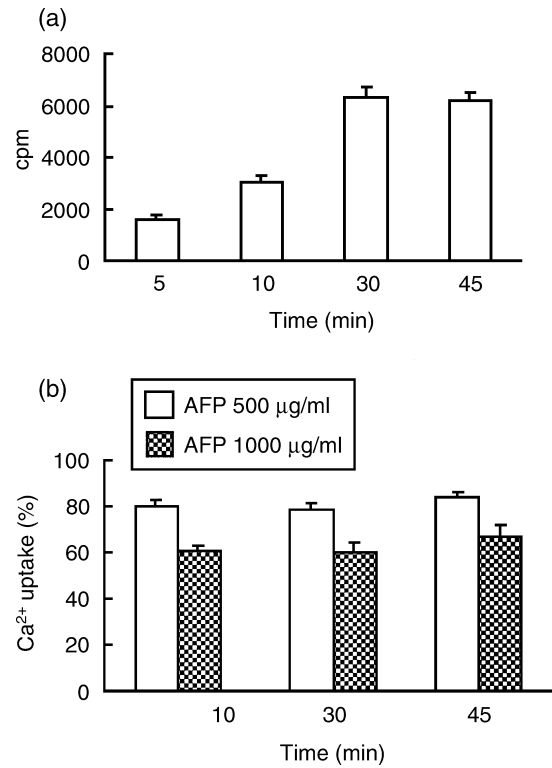 (a)
8000
6000
4000
2000
0
cpm
5 10 30 45
Time (min)
(b)
AFP 500 μg/ml
AFP 1000 μg/ml
100
80
60
40
20
0
Ca²⁺ uptake (%)
10 30 45
Time (min)